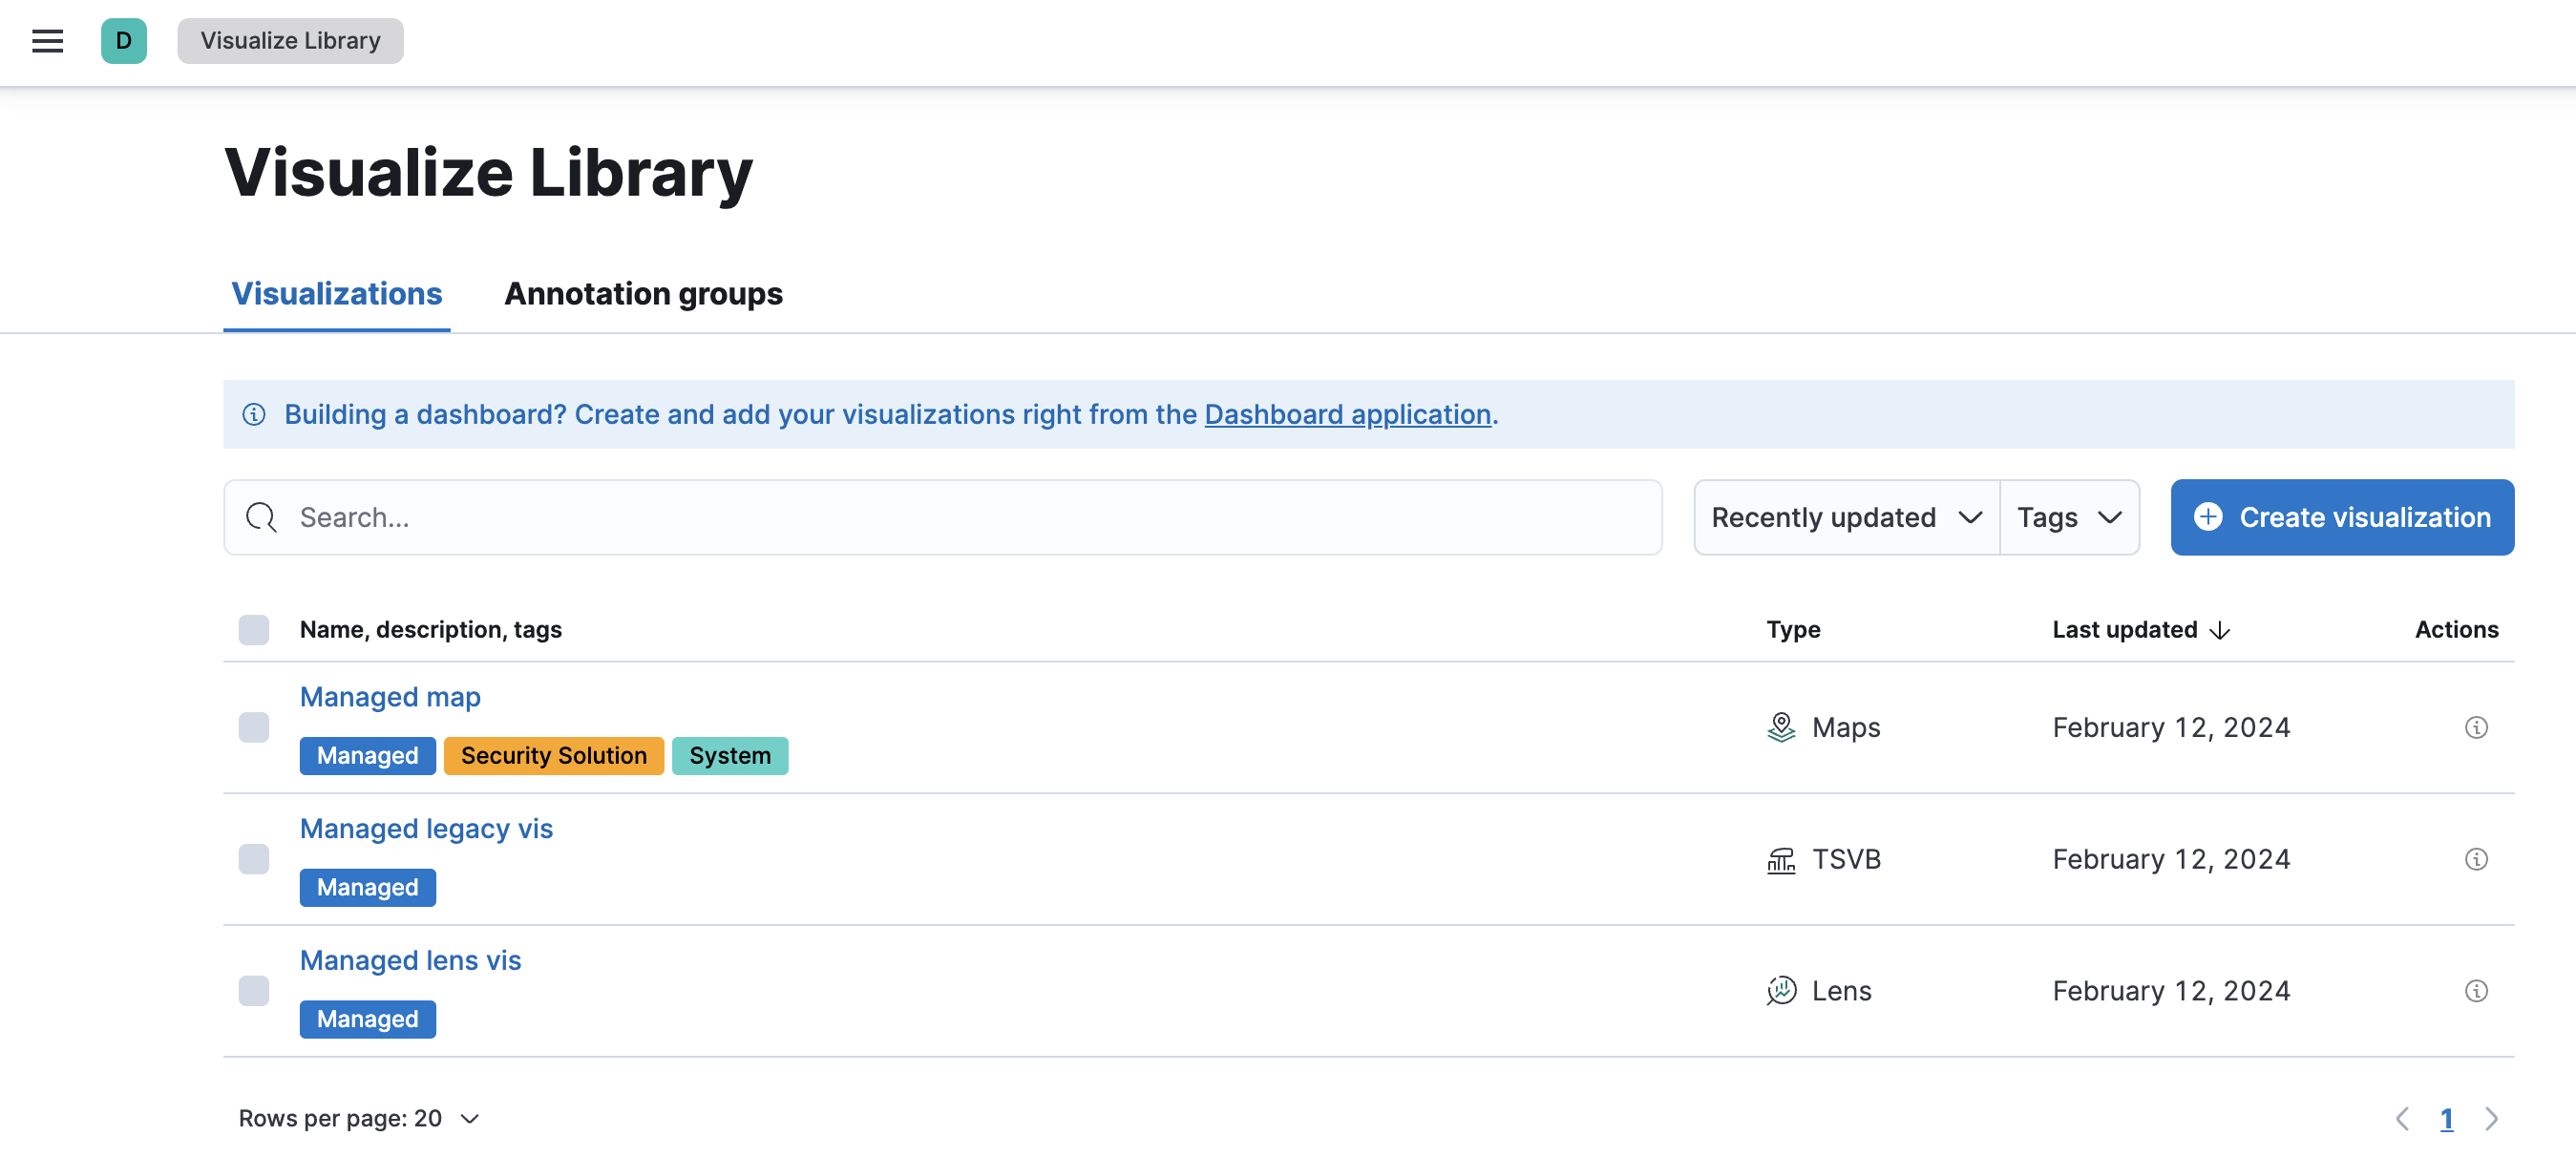 D Visualize Library
Visualize Library
Visualizations Annotation groups
Building a dashboard? Create and add your visualizations right from the Dashboard application.
Search... Recently updated Tags Create visualization
Name, description, tags Type Last updated Actions
Managed map
Maps February 12, 2024
Managed Security Solution System
Managed legacy vis
TSVB February 12, 2024
Managed
Managed lens vis
Lens February 12, 2024
Managed
Rows per page: 20 1